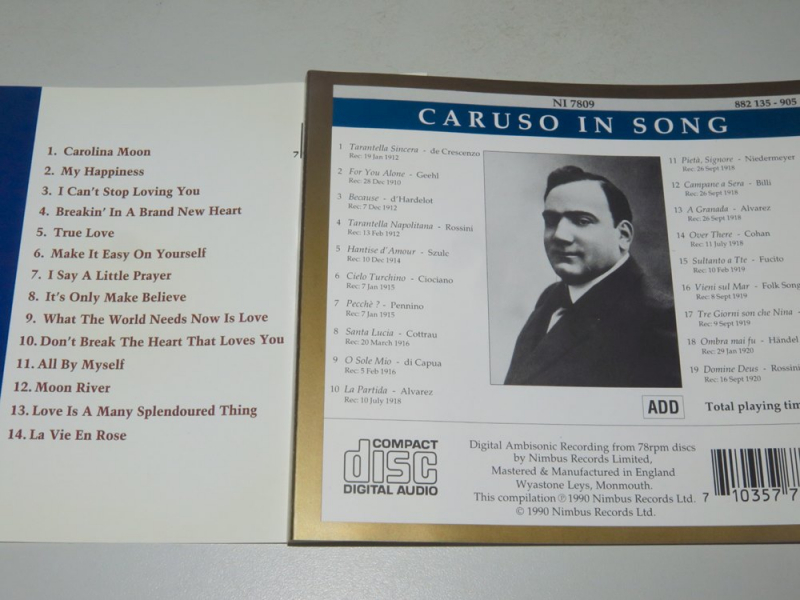 1. Carolina Moon
2. My Happiness
3. I Can't Stop Loving You
4. Breakin' In A Brand New Heart
5. True Love
6. Make It Easy On Yourself
7. I Say A Little Prayer
8. It's Only Make Believe
9. What The World Needs Now Is Love
10. Don't Break The Heart That Loves You
11. All By Myself
12. Moon River
13. Love Is A Many Splendoured Thing
14. La Vie En Rose
7
NI 7809
882 135 - 905
CARUSO IN SONG
1 Tarantella Sincera - de Crescenzo
Rec: 19 Jan 1912
2 For You Alone - Geehl
Rec: 28 Dec 1910
3 Because - d'Hardelot
Rec: 7 Dec 1912
4 Tarantella Napolitana - Rossini
Rec: 13 Feb 1912
5 Hantise d'Amour - Szulc
Rec: 10 Dec 1914
6 Cielo Turchino - Ciociano
Rec: 7 Jan 1915
7 Pecchè ? - Pennino
Rec: 7 Jan 1915
8 Santa Lucia - Cottrau
Rec: 20 March 1916
9 O Sole Mio - di Capua
Rec: 5 Feb 1916
10 La Partida - Alvarez
Rec: 10 July 1918
11 Pietà, Signore - Niedermeyer
Rec: 26 Sept 1918
12 Campane a Sera - Billi
Rec: 26 Sept 1918
13 A Granada - Alvarez
Rec: 26 Sept 1918
14 Over There - Cohan
Rec: 11 July 1918
15 Sultanto a Tte - Fucito
Rec: 10 Feb 1919
16 Vieni sul Mar - Folk Song
Rec: 8 Sept 1919
17 Tre Giorni son che Nina -
Rec: 9 Sept 1919
18 Ombra mai fu - Händel
Rec: 29 Jan 1920
19 Domine Deus - Rossini
Rec: 16 Sept 1920
ADD
Total playing tim
COMPACT
disc
DIGITAL AUDIO
Digital Ambisonic Recording from 78rpm discs
by Nimbus Records Limited,
Mastered & Manufactured in England
Wyastone Leys, Monmouth.
This compilation ℗ 1990 Nimbus Records Ltd.
© 1990 Nimbus Records Ltd.
7 10357 7